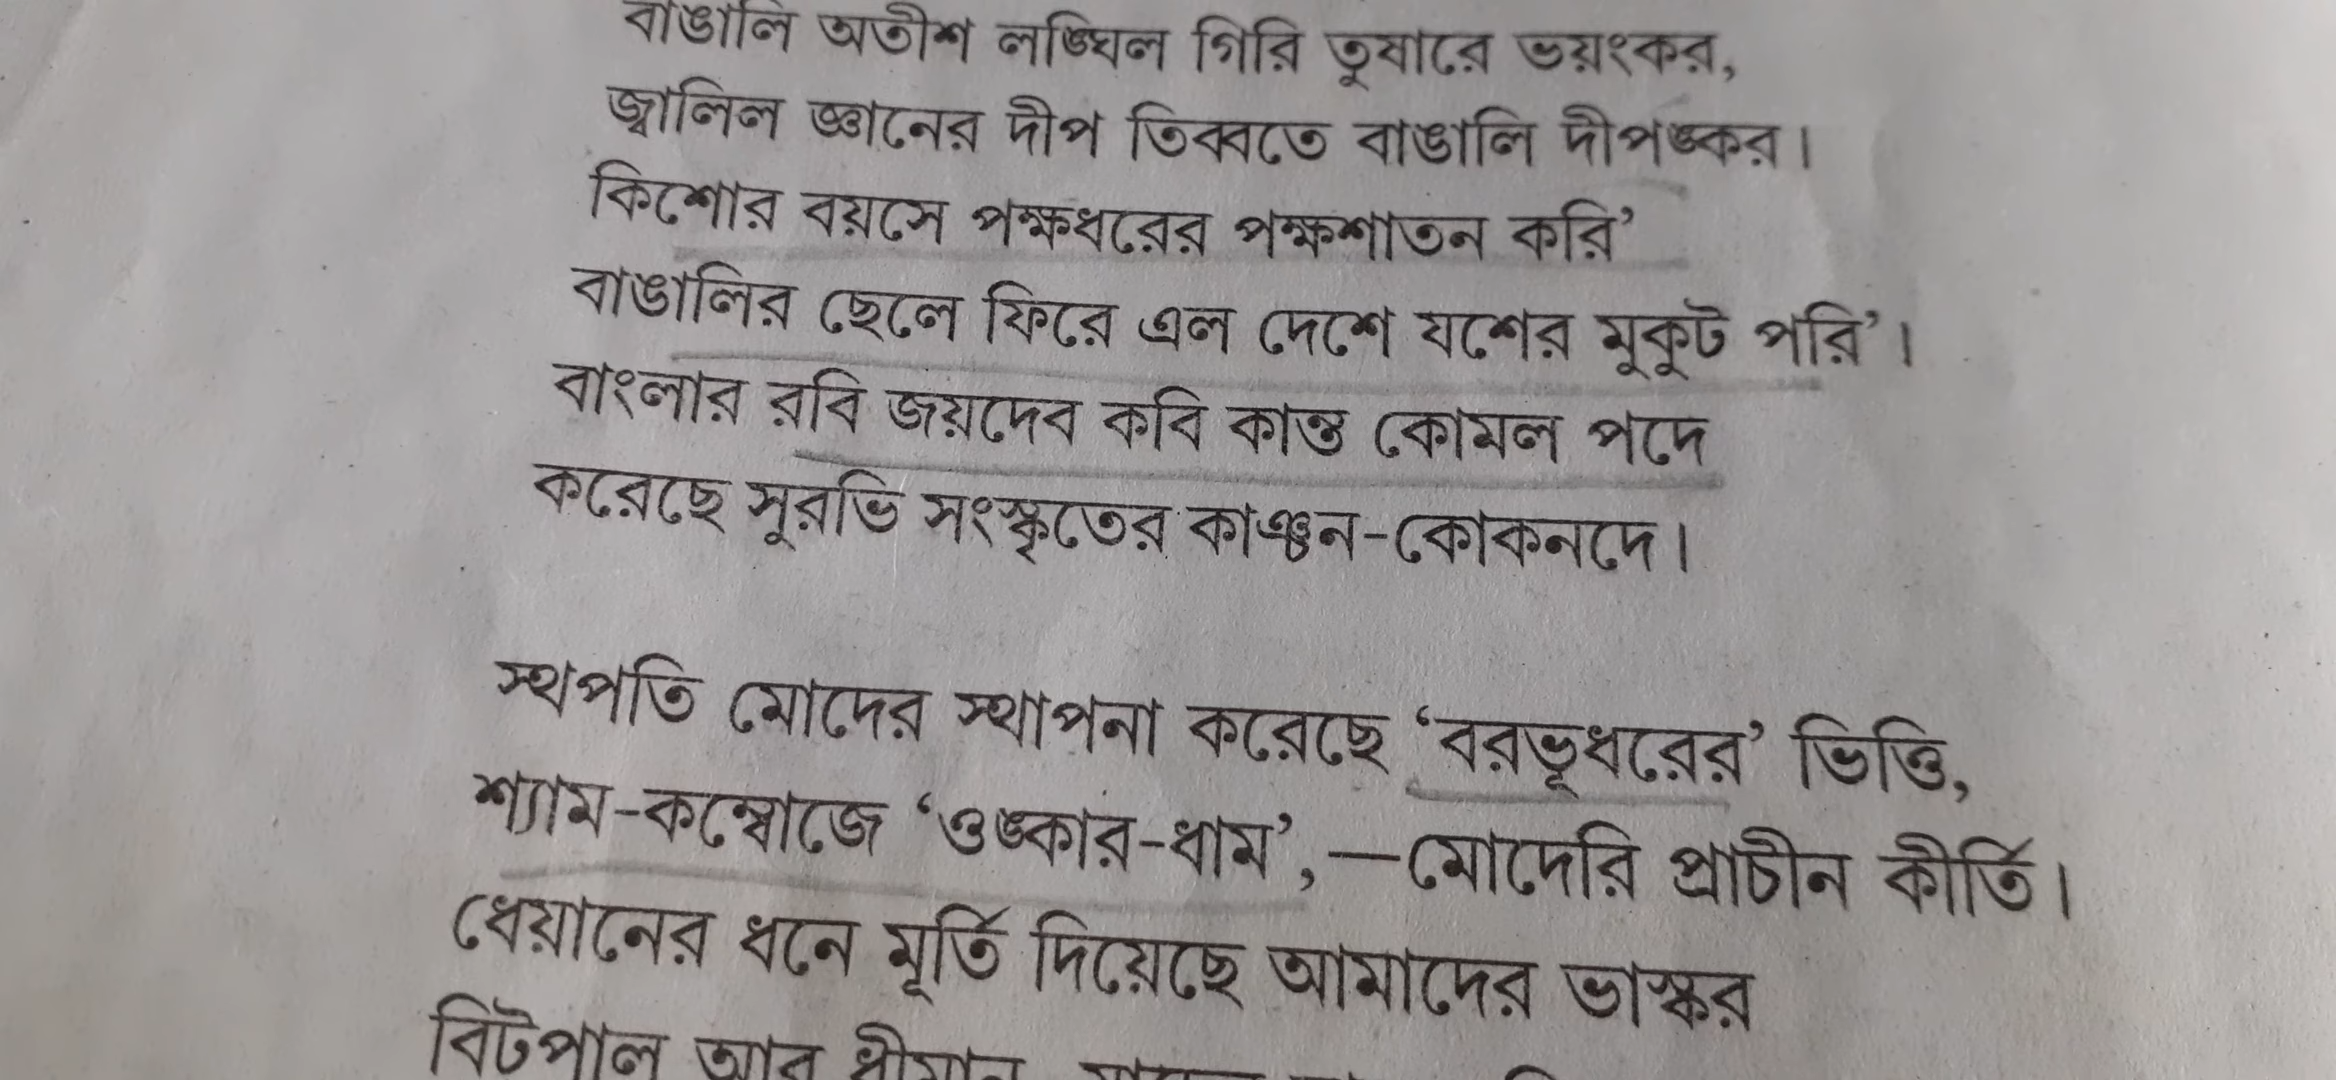 বাঙালি অতীশ লঙ্ঘিল গিরি তুষারে ভয়ংকর,
জ্বালিল জ্ঞানের দীপ তিব্বতে বাঙালি দীপঙ্কর।
কিশোর বয়সে পক্ষধরের পক্ষশাতন করি’
বাঙালির ছেলে ফিরে এল দেশে যশের মুকুট পরি’।
বাংলার রবি জয়দেব কবি কান্ত কোমল পদে
করেছে সুরভি সংস্কৃতের কাঞ্চন-কোকনদে।
স্থপতি মোদের স্থাপনা করেছে ‘বরভূধরের’ ভিত্তি,
শ্যাম-কম্বোজে ‘ওঙ্কার-ধাম’,—মোদেরি প্রাচীন কীর্তি।
ধেয়ানের ধনে মূর্তি দিয়েছে আমাদের ভাস্কর
বিটপাল আর ধীমান